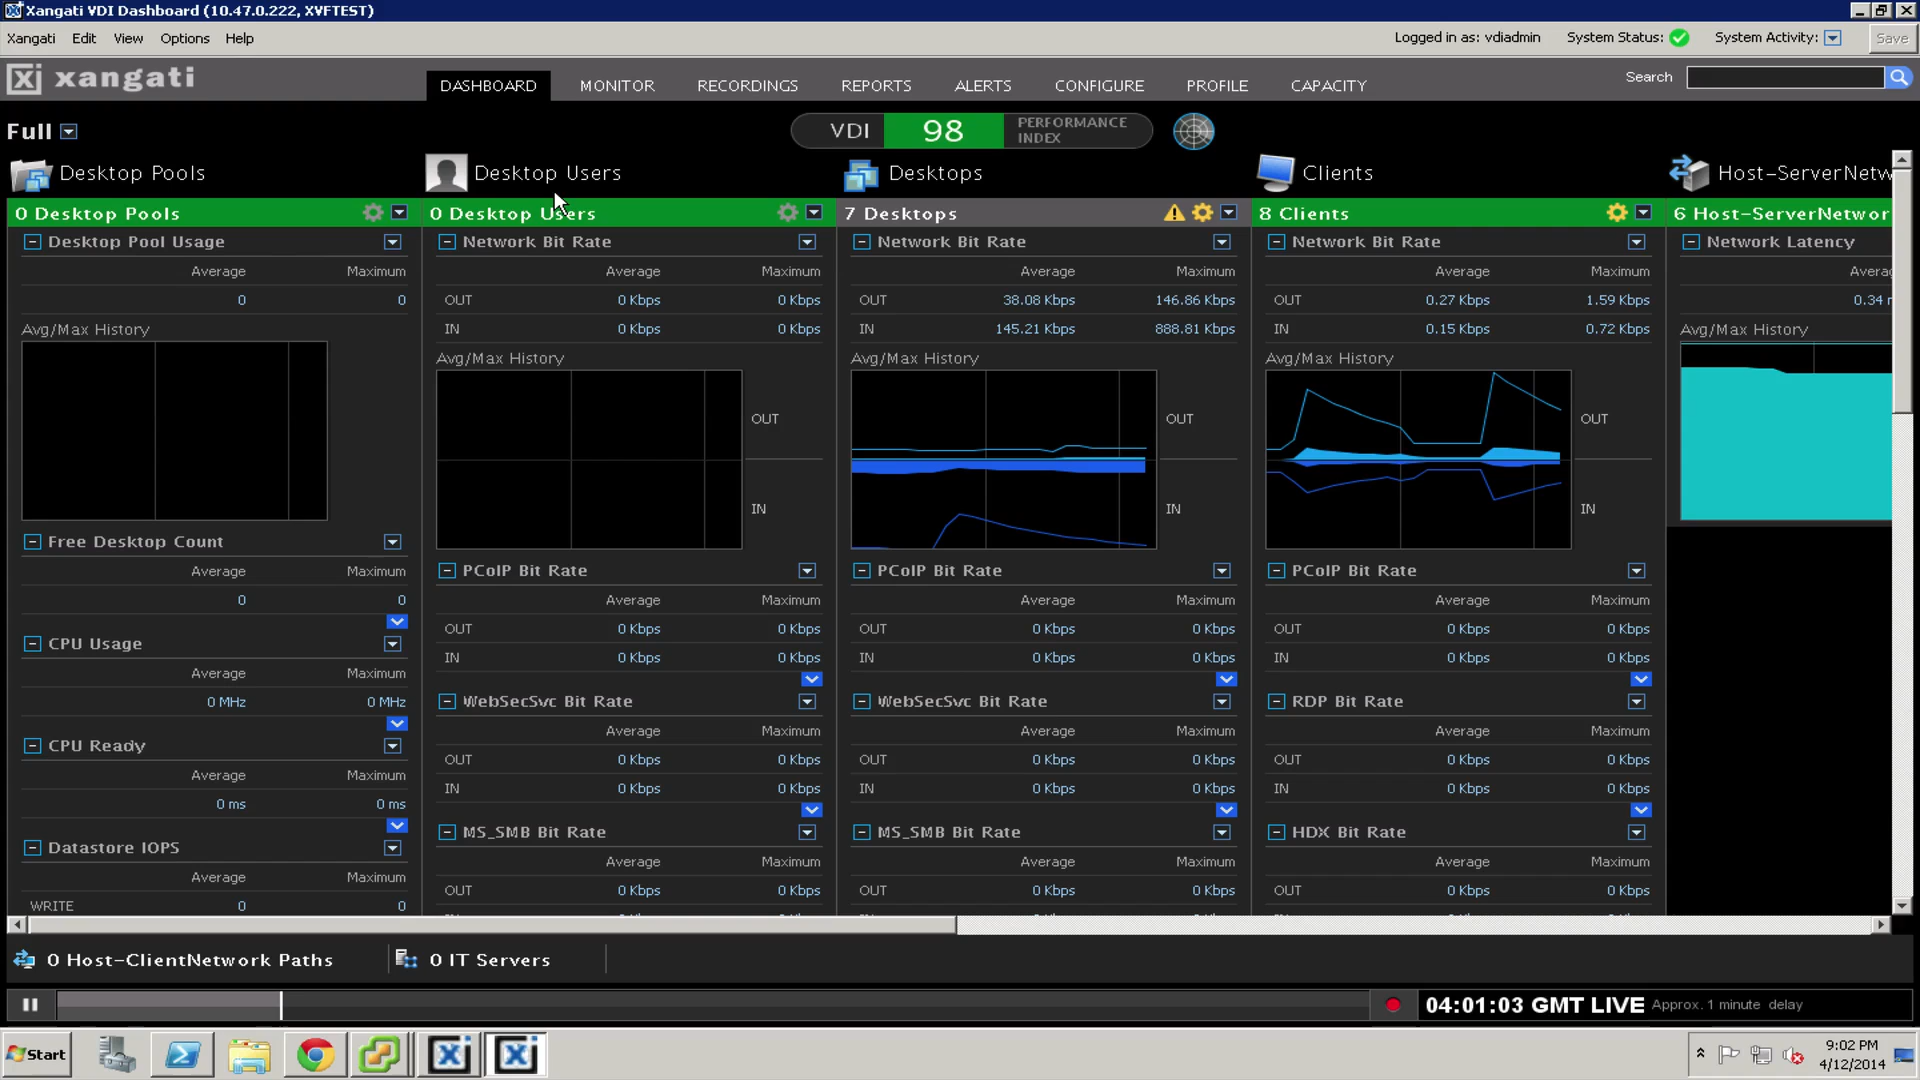 Xangati VDI Dashboard (10.47.0.222, XVFTEST)
Xangati Edit View Options Help
Logged in as: vdiadmin System Status: System Activity: Save
xangati
DASHBOARD MONITOR RECORDINGS REPORTS ALERTS CONFIGURE PROFILE CAPACITY
Search
Full
VDI 98 PERFORMANCE INDEX
Desktop Pools
0 Desktop Pools
Desktop Pool Usage
Average Maximum
0 0
Avg/Max History
Free Desktop Count
Average Maximum
0 0
CPU Usage
Average Maximum
0 MHz 0 MHz
CPU Ready
Average Maximum
0 ms 0 ms
Datastore IOPS
Average Maximum
WRITE 0 0
Desktop Users
0 Desktop Users
Network Bit Rate
Average Maximum
OUT 0 Kbps 0 Kbps
IN 0 Kbps 0 Kbps
Avg/Max History
OUT
IN
PCoIP Bit Rate
Average Maximum
OUT 0 Kbps 0 Kbps
IN 0 Kbps 0 Kbps
WebSecSvc Bit Rate
Average Maximum
OUT 0 Kbps 0 Kbps
IN 0 Kbps 0 Kbps
MS_SMB Bit Rate
Average Maximum
OUT 0 Kbps 0 Kbps
Desktops
7 Desktops
Network Bit Rate
Average Maximum
OUT 38.08 Kbps 146.86 Kbps
IN 145.21 Kbps 888.81 Kbps
Avg/Max History
OUT
IN
PCoIP Bit Rate
Average Maximum
OUT 0 Kbps 0 Kbps
IN 0 Kbps 0 Kbps
WebSecSvc Bit Rate
Average Maximum
OUT 0 Kbps 0 Kbps
IN 0 Kbps 0 Kbps
MS_SMB Bit Rate
Average Maximum
OUT 0 Kbps 0 Kbps
Clients
8 Clients
Network Bit Rate
Average Maximum
OUT 0.27 Kbps 1.59 Kbps
IN 0.15 Kbps 0.72 Kbps
Avg/Max History
OUT
IN
PCoIP Bit Rate
Average Maximum
OUT 0 Kbps 0 Kbps
IN 0 Kbps 0 Kbps
RDP Bit Rate
Average Maximum
OUT 0 Kbps 0 Kbps
IN 0 Kbps 0 Kbps
HDX Bit Rate
Average Maximum
OUT 0 Kbps 0 Kbps
Host-ServerNetw
6 Host-ServerNetwor
Network Latency
Averag
0.34
Avg/Max History
0 Host-ClientNetwork Paths 0 IT Servers
04:01:03 GMT LIVE Approx. 1 minute delay
Start
9:02 PM
4/12/2014